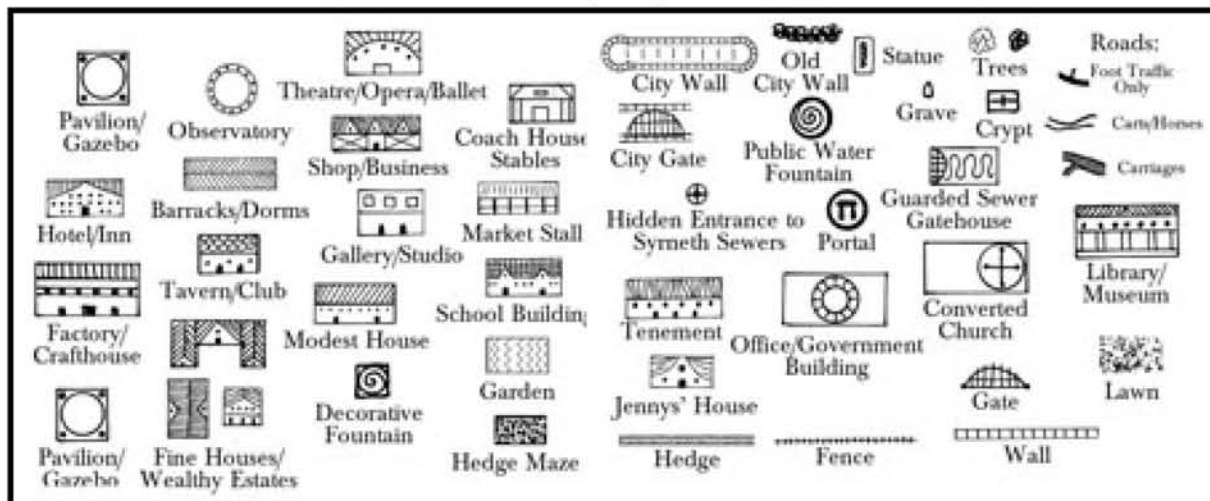 Pavilion/
Gazebo
Observatory
Theatre/Opera/Ballet
Shop/Business
Coach House
Stables
Hotel/Inn
Barracks/Dorms
Gallery/Studio
Market Stall
Factory/
Crafthouse
Tavern/Club
Modest House
School Building
Pavilion/
Gazebo
Fine Houses/
Wealthy Estates
Decorative
Fountain
Garden
Hedge Maze
City Wall
Old
City Wall
Statue
Trees
Roads:
Foot Traffic
Only
City Gate
Public Water
Fountain
Grave
Crypt
Carts/Horses
Carriages
Hidden Entrance to
Syrneth Sewers
Portal
Guarded Sewer
Gatehouse
Library/
Museum
Tenement
Office/Government
Building
Converted
Church
Jennys' House
Gate
Lawn
Hedge
Fence
Wall